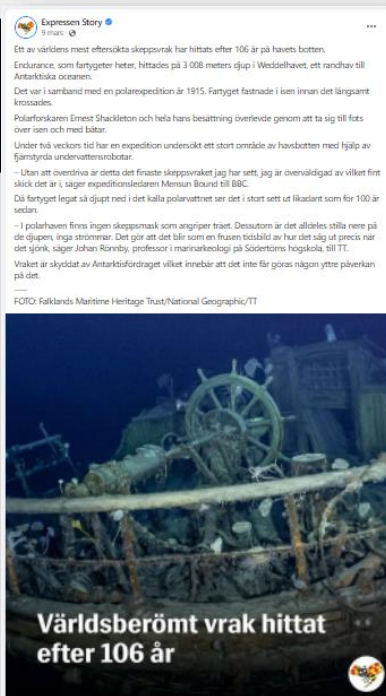 Expressen Story
9 mars
Ett av världens mest eftersökta skeppsvrak har hittats efter 106 år på havets botten.
Endurance, som fartygeter heter, hittades på 3 008 meters djup i Weddelhavet, ett randhav till
Antarktiska oceanen.
Det var i samband med en polarexpedition år 1915. Fartyget fastnade i isen innan det långsamt
krossades.
Polarforskaren Ernest Shackleton och hela hans besättning överlevde genom att ta sig till fots
över isen och med båtar.
Under två veckors tid har en expedition undersökt ett stort område av havsbotten med hjälp av
fjärrstyrda undervattensrobotar.
– Utan att överdriva är detta det finaste skeppsvraket jag har sett, jag är överväldigad av vilket fint
skick det är i, säger expeditionsledaren Mensun Bound till BBC.
Då fartyget legat så djupt ned i det kalla polarvattnet ser det i stort sett ut likadant som för 100 år
sedan.
– I polarhaven finns ingen skeppsmask som angriper träet. Dessutom är det alldeles stilla nere på
de djupen, inga strömmar. Det gör att det blir som en frusen tidsbild av hur det såg ut precis när
det sjönk, säger Johan Rönnby, professor i marinarkeologi på Södertörns högskola, till TT.
Vraket är skyddat av Antarktisfördraget vilket innebär att det inte får göras någon yttre påverkan
på det.
----
FOTO: Falklands Maritime Heritage Trust/National Geographic/TT
Världsberömt vrak hittat
efter 106 år